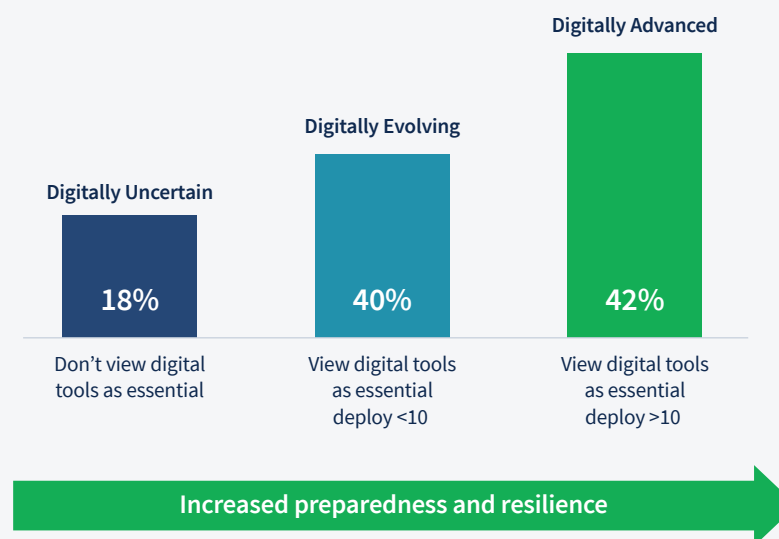 Digitally Advanced
Digitally Evolving
Digitally Uncertain
18%
40%
42%
Don’t view digital
tools as essential
View digital tools
as essential
deploy <10
View digital tools
as essential
deploy >10
Increased preparedness and resilience